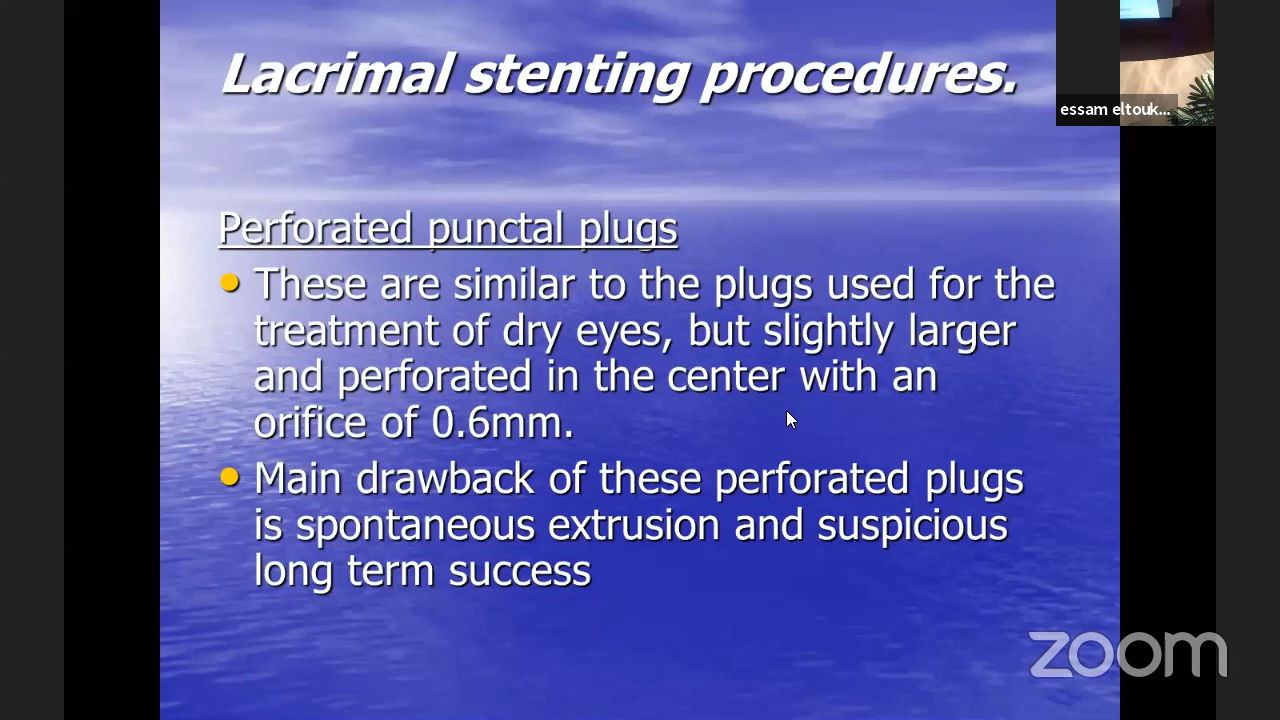 Lacrimal stenting procedures.
essam eltouk...
Perforated punctal plugs
• These are similar to the plugs used for the
treatment of dry eyes, but slightly larger
and perforated in the center with an
orifice of 0.6mm.
• Main drawback of these perforated plugs
is spontaneous extrusion and suspicious
long term success
zoom